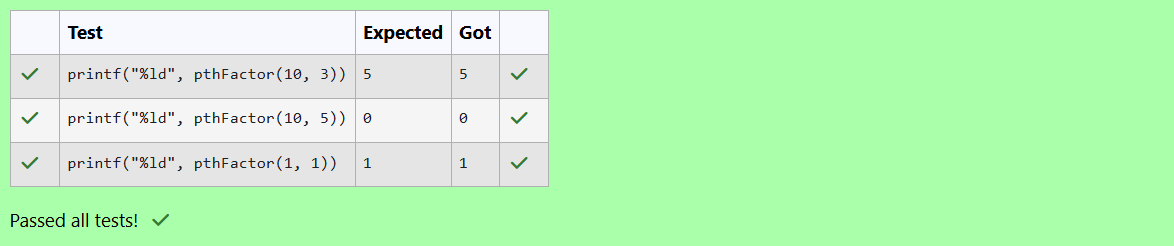 Test Expected Got
printf("%ld", pthFactor(10, 3)) 5 5
printf("%ld", pthFactor(10, 5)) 0 0
printf("%ld", pthFactor(1, 1)) 1 1
Passed all tests!